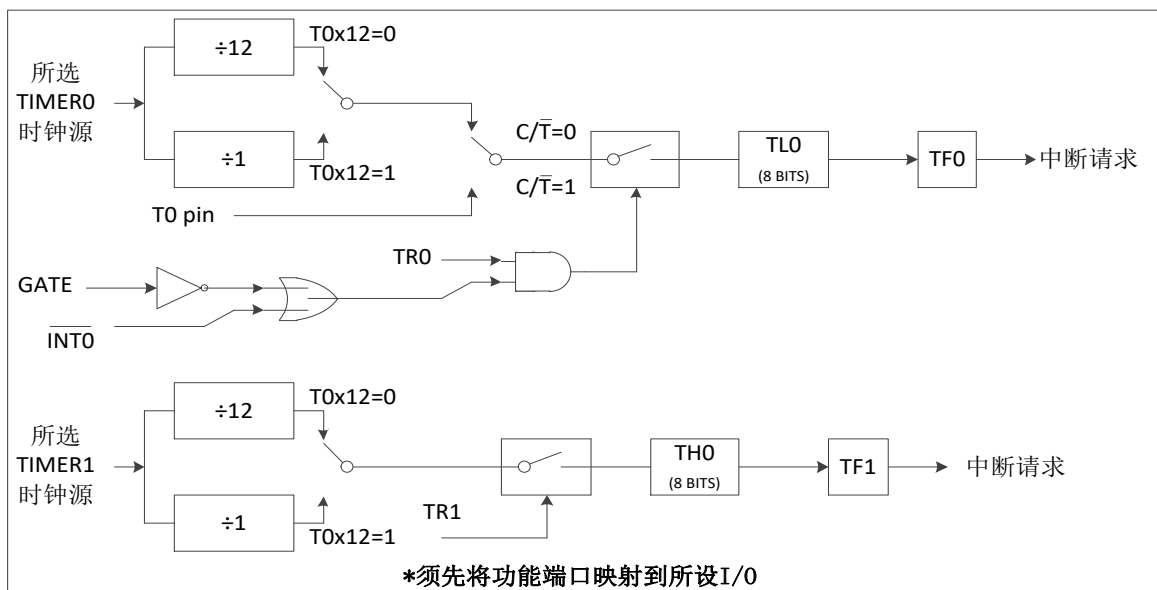 ÷12
T0x12=0
所选
TIMER0
时钟源
÷1
T0x12=1
C/T̅=0
C/T̅=1
TL0
(8 BITS)
TF0
中断请求
T0 pin
TR0
GATE
I̅N̅T̅0̅
÷12
T0x12=0
所选
TIMER1
时钟源
÷1
T0x12=1
TR1
TH0
(8 BITS)
TF1
中断请求
*须先将功能端口映射到所设I/O